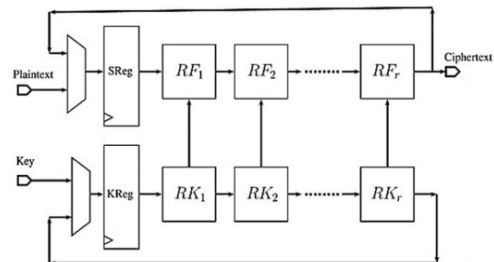 Ciphertext
Plaintext
SReg
RF₁
RF₂
RFᵣ
Key
KReg
RK₁
RK₂
RKᵣ